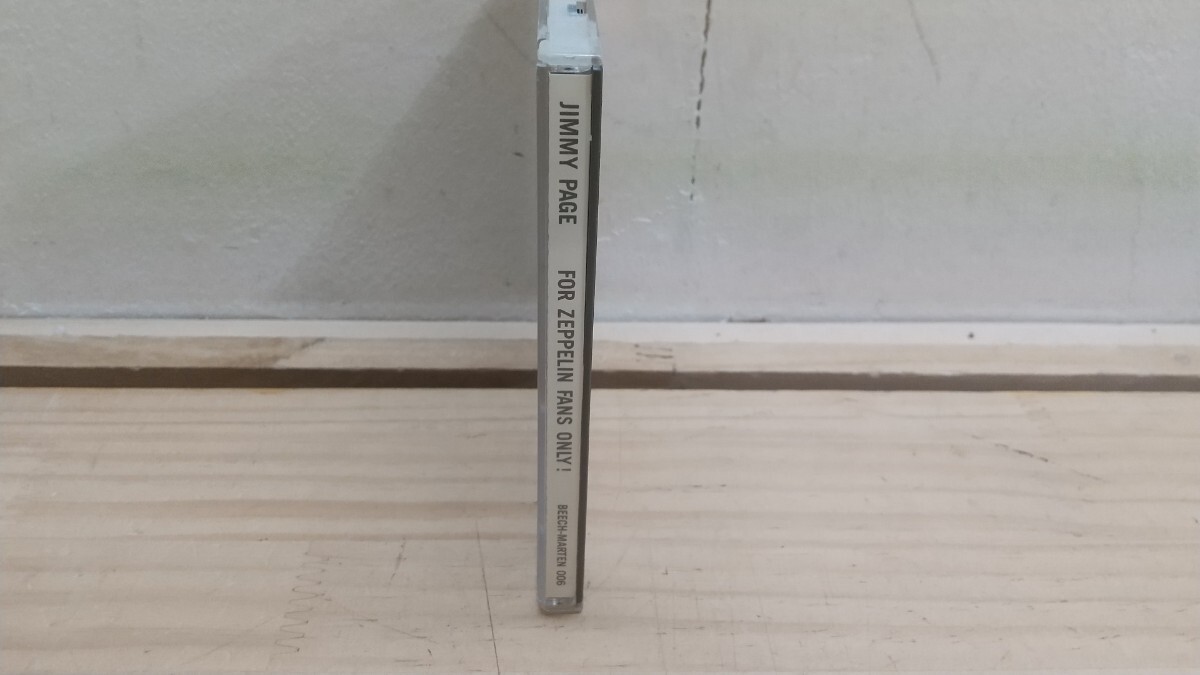 JIMMY PAGE FOR ZEPPELIN FANS ONLY! BEECH-MARTEN 006